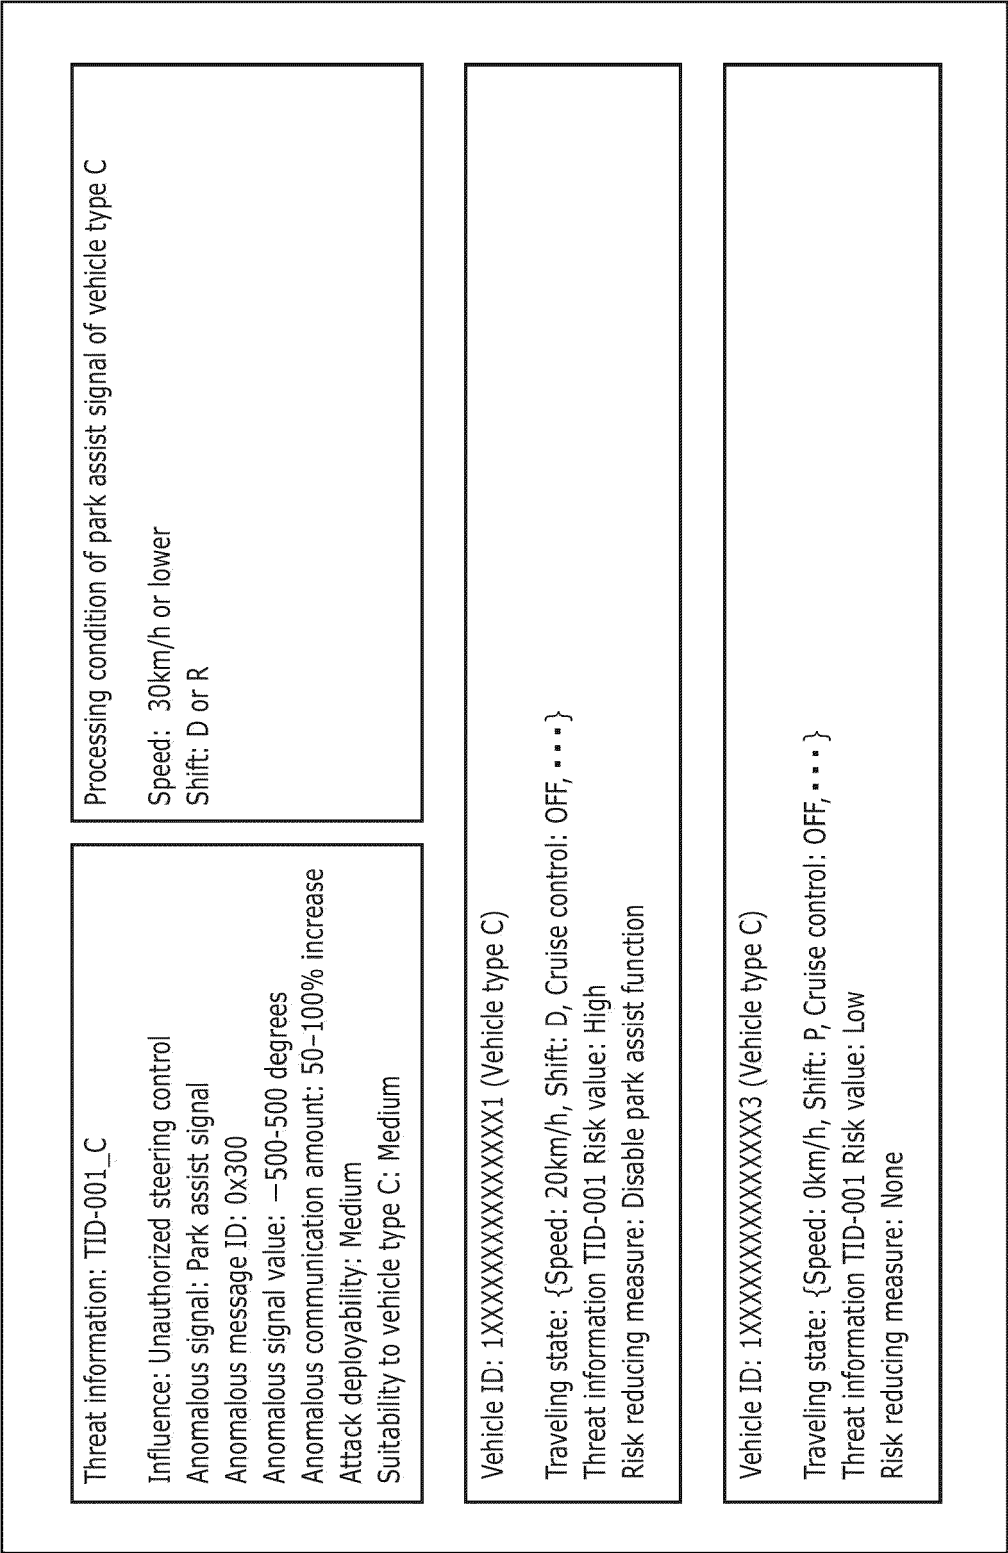 Threat information: TID-001_C
Influence: Unauthorized steering control
Anomalous signal: Park assist signal
Anomalous message ID: 0x300
Anomalous signal value: −500-500 degrees
Anomalous communication amount: 50-100% increase
Attack deployability: Medium
Suitability to vehicle type C: Medium
Processing condition of park assist signal of vehicle type C
Speed: 30km/h or lower
Shift: D or R
Vehicle ID: 1XXXXXXXXXXXXXXX1 (Vehicle type C)
Traveling state: {Speed: 20km/h, Shift: D, Cruise control: OFF, ▪▪▪}
Threat information TID-001 Risk value: High
Risk reducing measure: Disable park assist function
Vehicle ID: 1XXXXXXXXXXXXXXX3 (Vehicle type C)
Traveling state: {Speed: 0km/h, Shift: P, Cruise control: OFF, ▪▪▪}
Threat information TID-001 Risk value: Low
Risk reducing measure: None